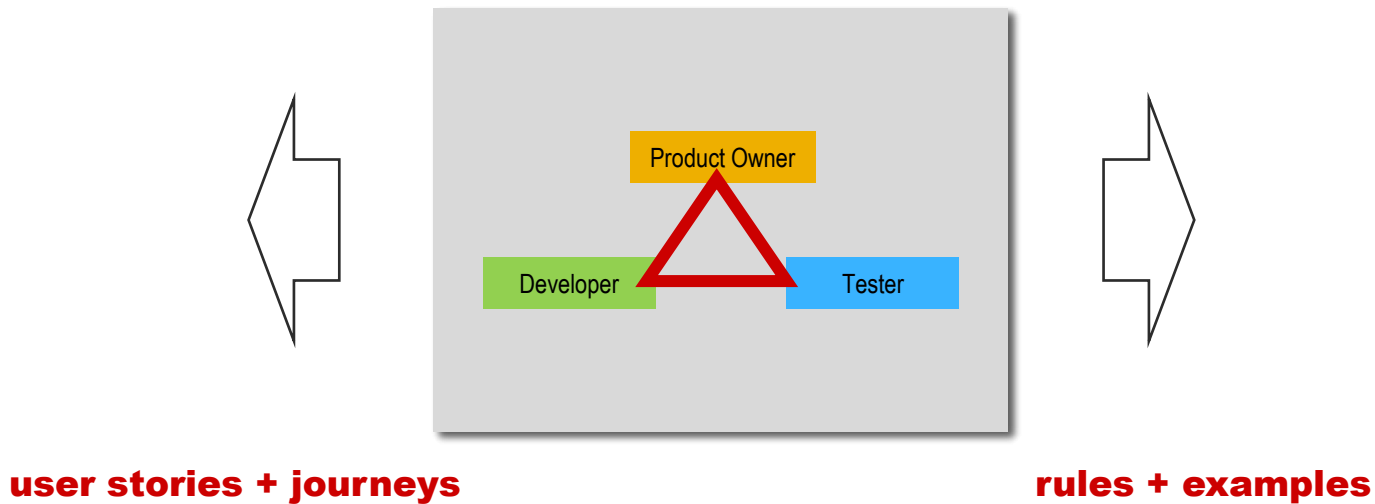 Product Owner
Developer
Tester
user stories + journeys
rules + examples